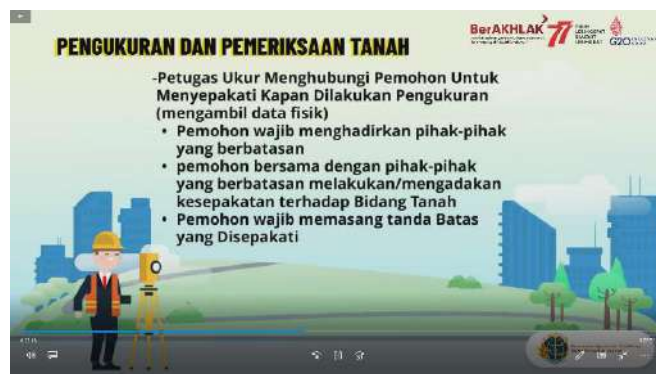 BerAKHLAK
77
G20
PENGUKURAN DAN PEMERIKSAAN TANAH
-Petugas Ukur Menghubungi Pemohon Untuk
Menyepakati Kapan Dilakukan Pengukuran
(mengambil data fisik)
• Pemohon wajib menghadirkan pihak-pihak
yang berbatasan
• pemohon bersama dengan pihak-pihak
yang berbatasan melakukan/mengadakan
kesepakatan terhadap Bidang Tanah
• Pemohon wajib memasang tanda Batas
yang Disepakati